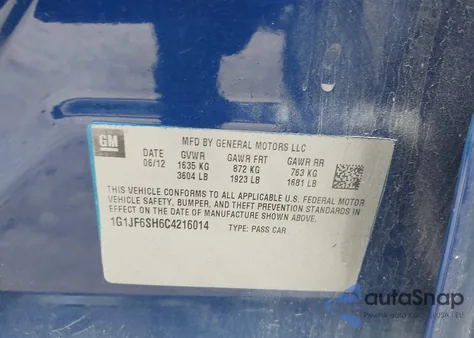 GM
MFD BY GENERAL MOTORS LLC
DATE GVWR GAWR FRT GAWR RR
06/12 1635 KG 872 KG 763 KG
3604 LB 1923 LB 1681 LB
THIS VEHICLE CONFORMS TO ALL APPLICABLE U.S. FEDERAL MOTOR
VEHICLE SAFETY, BUMPER, AND THEFT PREVENTION STANDARDS IN
EFFECT ON THE DATE OF MANUFACTURE SHOWN ABOVE.
1G1JF6SH6C4216014 TYPE: PASS CAR
autoSnap